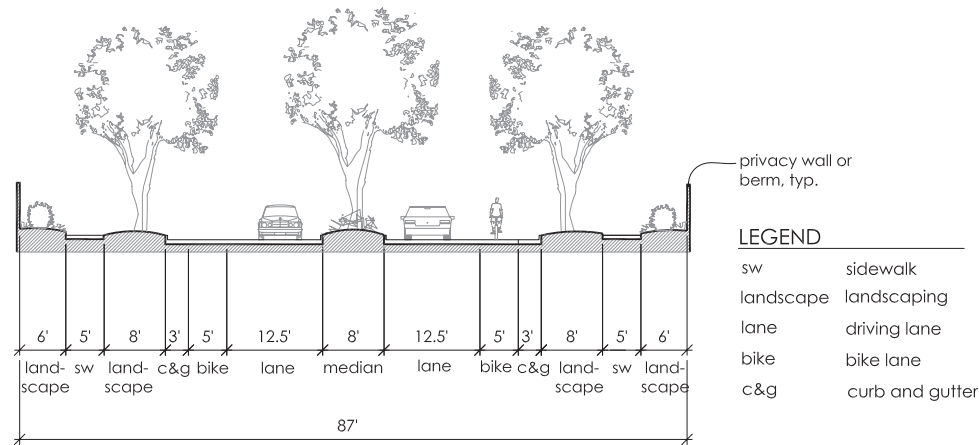 privacy wall or
berm, typ.
LEGEND
sw sidewalk
landscape landscaping
lane driving lane
bike bike lane
c&g curb and gutter
6' 5' 8' 3' 5' 12.5' 8' 12.5' 5' 3' 8' 5' 6'
land- sw land- c&g bike lane median lane bike c&g land- sw land-
scape scape scape scape
87'